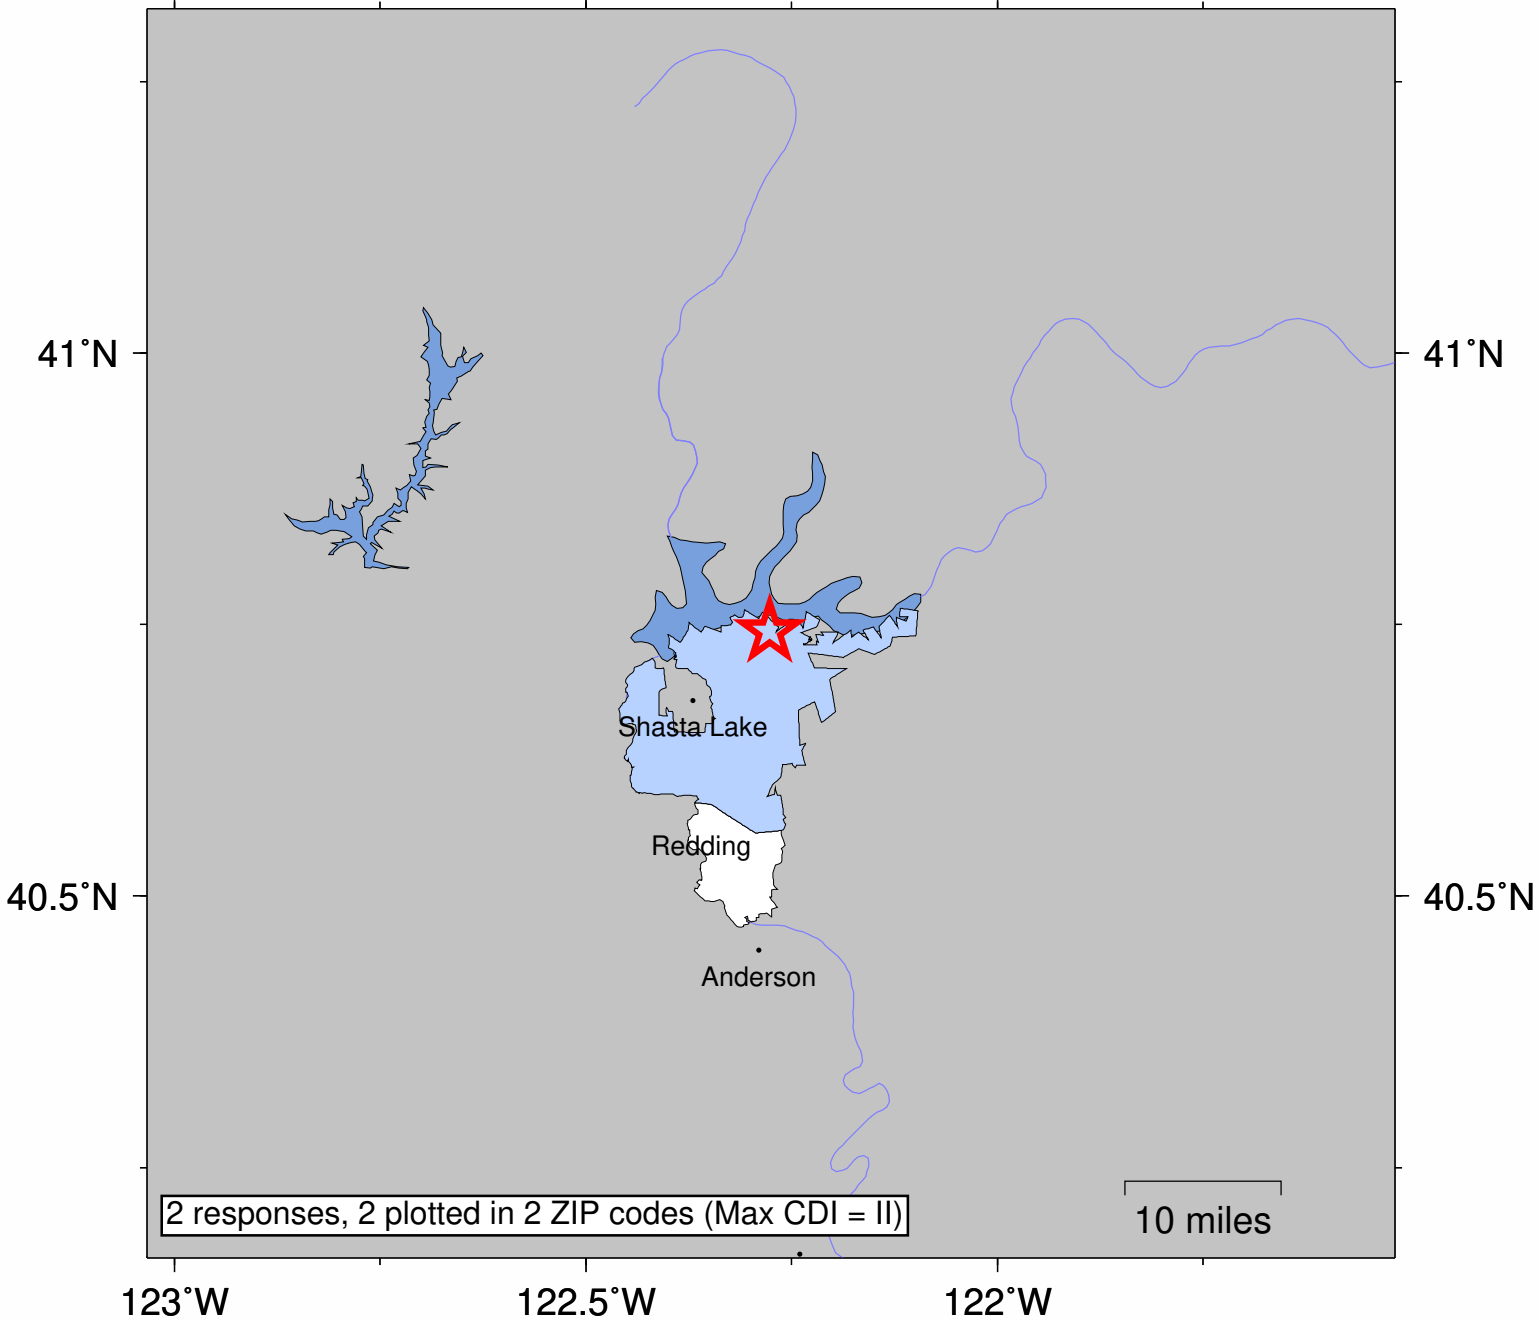 41˚N
41˚N
Shasta Lake
Redding
40.5˚N
40.5˚N
Anderson
2 responses, 2 plotted in 2 ZIP codes (Max CDI = II)
10 miles
123˚W
122.5˚W
122˚W